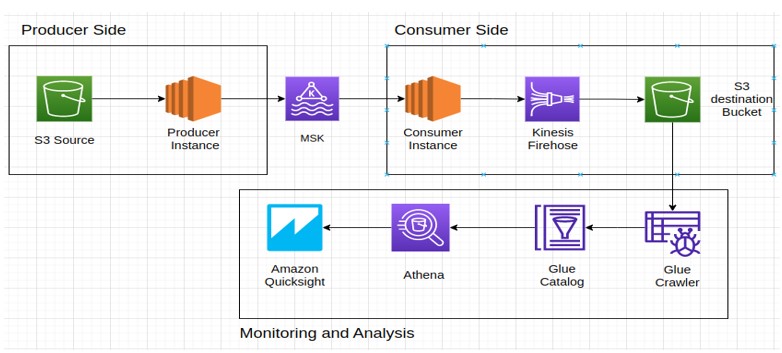 Producer Side
Consumer Side
S3 Source
Producer
Instance
K
MSK
Consumer
Instance
Kinesis
Firehose
S3
destination
Bucket
Amazon
Quicksight
Athena
Glue
Catalog
Glue
Crawler
Monitoring and Analysis